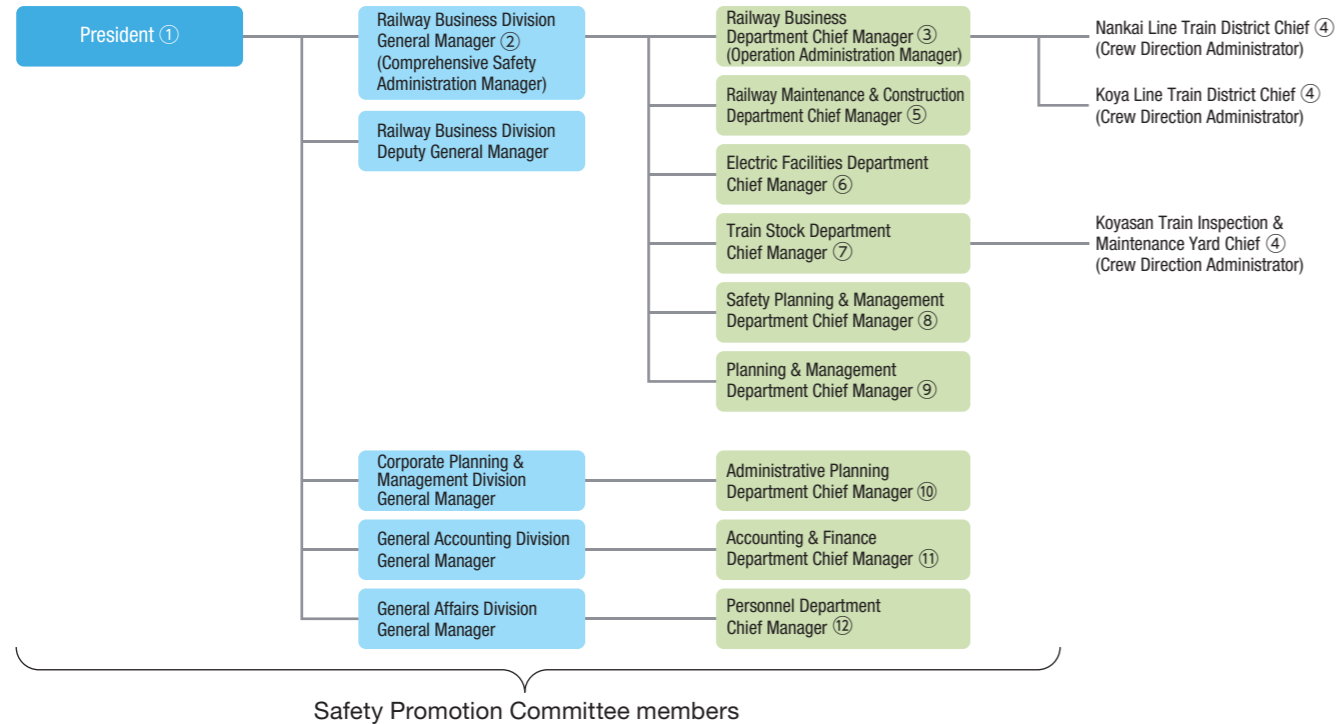 President ①
Railway Business Division
General Manager ②
(Comprehensive Safety
Administration Manager)
Railway Business Division
Deputy General Manager
Corporate Planning &
Management Division
General Manager
General Accounting Division
General Manager
General Affairs Division
General Manager
Railway Business
Department Chief Manager ③
(Operation Administration Manager)
Railway Maintenance & Construction
Department Chief Manager ⑤
Electric Facilities Department
Chief Manager ⑥
Train Stock Department
Chief Manager ⑦
Safety Planning & Management
Department Chief Manager ⑧
Planning & Management
Department Chief Manager ⑨
Administrative Planning
Department Chief Manager ⑩
Accounting & Finance
Department Chief Manager ⑪
Personnel Department
Chief Manager ⑫
Nankai Line Train District Chief ④
(Crew Direction Administrator)
Koya Line Train District Chief ④
(Crew Direction Administrator)
Koyasan Train Inspection &
Maintenance Yard Chief ④
(Crew Direction Administrator)
Safety Promotion Committee members